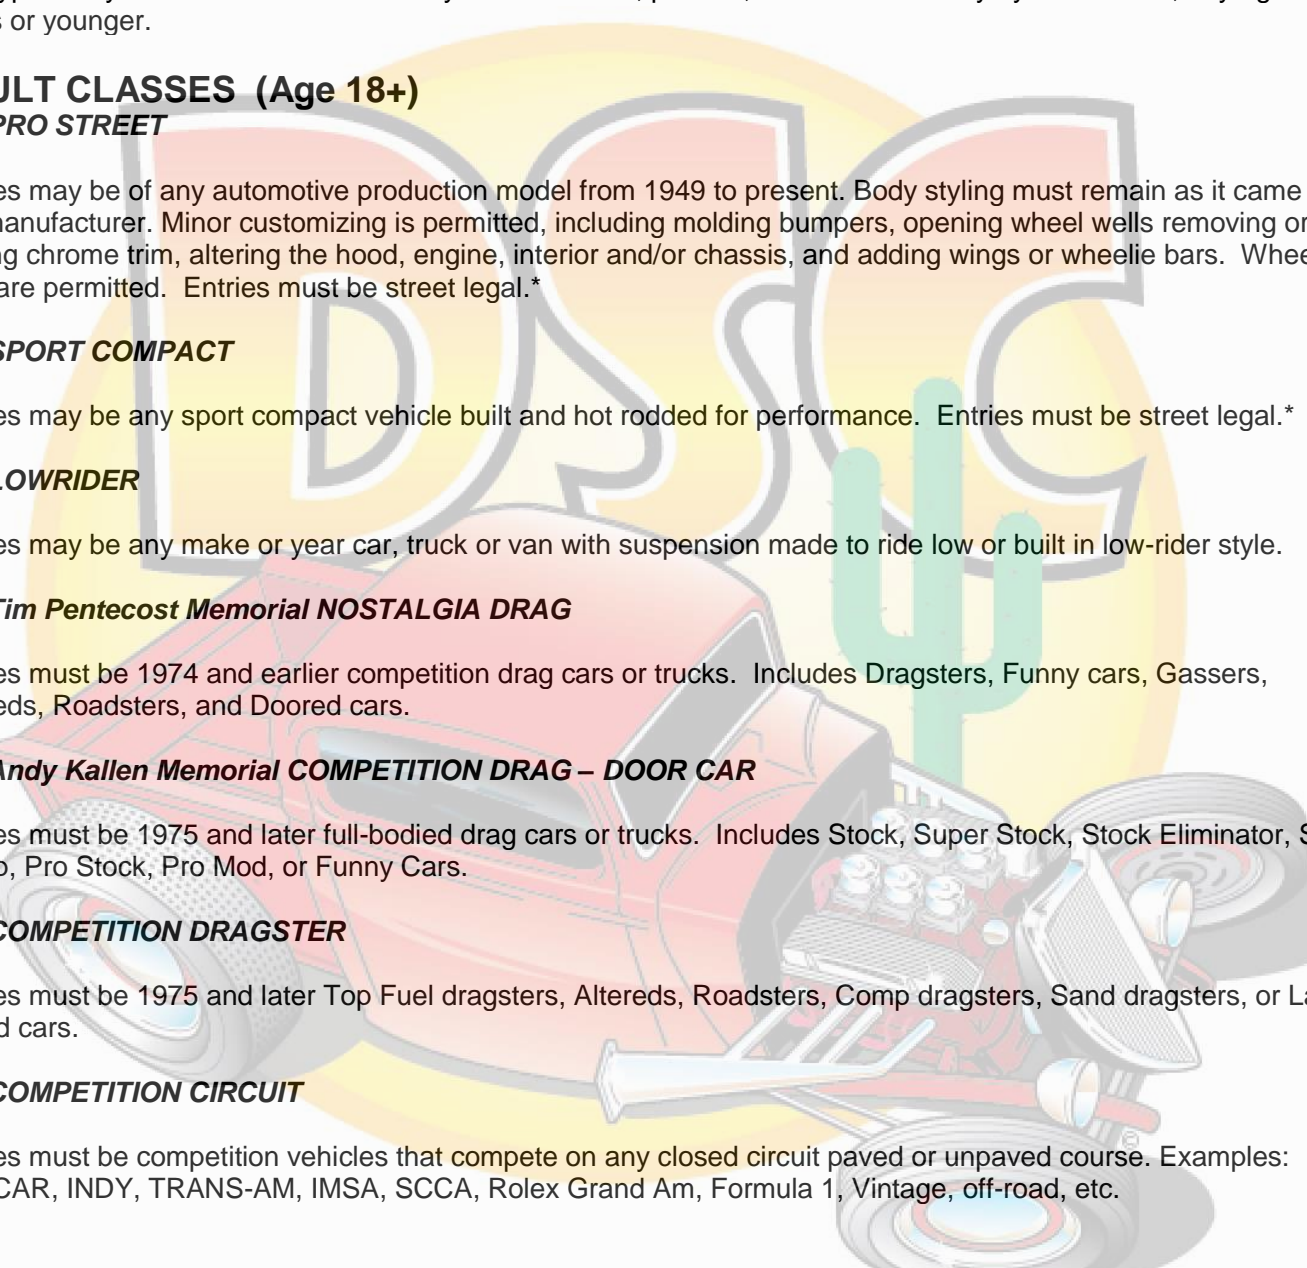 s or younger.
ULT CLASSES (Age 18+)
PRO STREET
es may be of any automotive production model from 1949 to present. Body styling must remain as it came
manufacturer. Minor customizing is permitted, including molding bumpers, opening wheel wells removing or
ng chrome trim, altering the hood, engine, interior and/or chassis, and adding wings or wheelie bars. Whee
are permitted. Entries must be street legal.*
SPORT COMPACT
es may be any sport compact vehicle built and hot rodded for performance. Entries must be street legal.*
LOWRIDER
es may be any make or year car, truck or van with suspension made to ride low or built in low-rider style.
Tim Pentecost Memorial NOSTALGIA DRAG
es must be 1974 and earlier competition drag cars or trucks. Includes Dragsters, Funny cars, Gassers,
eds, Roadsters, and Doored cars.
Andy Kallen Memorial COMPETITION DRAG – DOOR CAR
es must be 1975 and later full-bodied drag cars or trucks. Includes Stock, Super Stock, Stock Eliminator, S
o, Pro Stock, Pro Mod, or Funny Cars.
COMPETITION DRAGSTER
es must be 1975 and later Top Fuel dragsters, Altereds, Roadsters, Comp dragsters, Sand dragsters, or La
d cars.
COMPETITION CIRCUIT
es must be competition vehicles that compete on any closed circuit paved or unpaved course. Examples:
CAR, INDY, TRANS-AM, IMSA, SCCA, Rolex Grand Am, Formula 1, Vintage, off-road, etc.
DSC
©